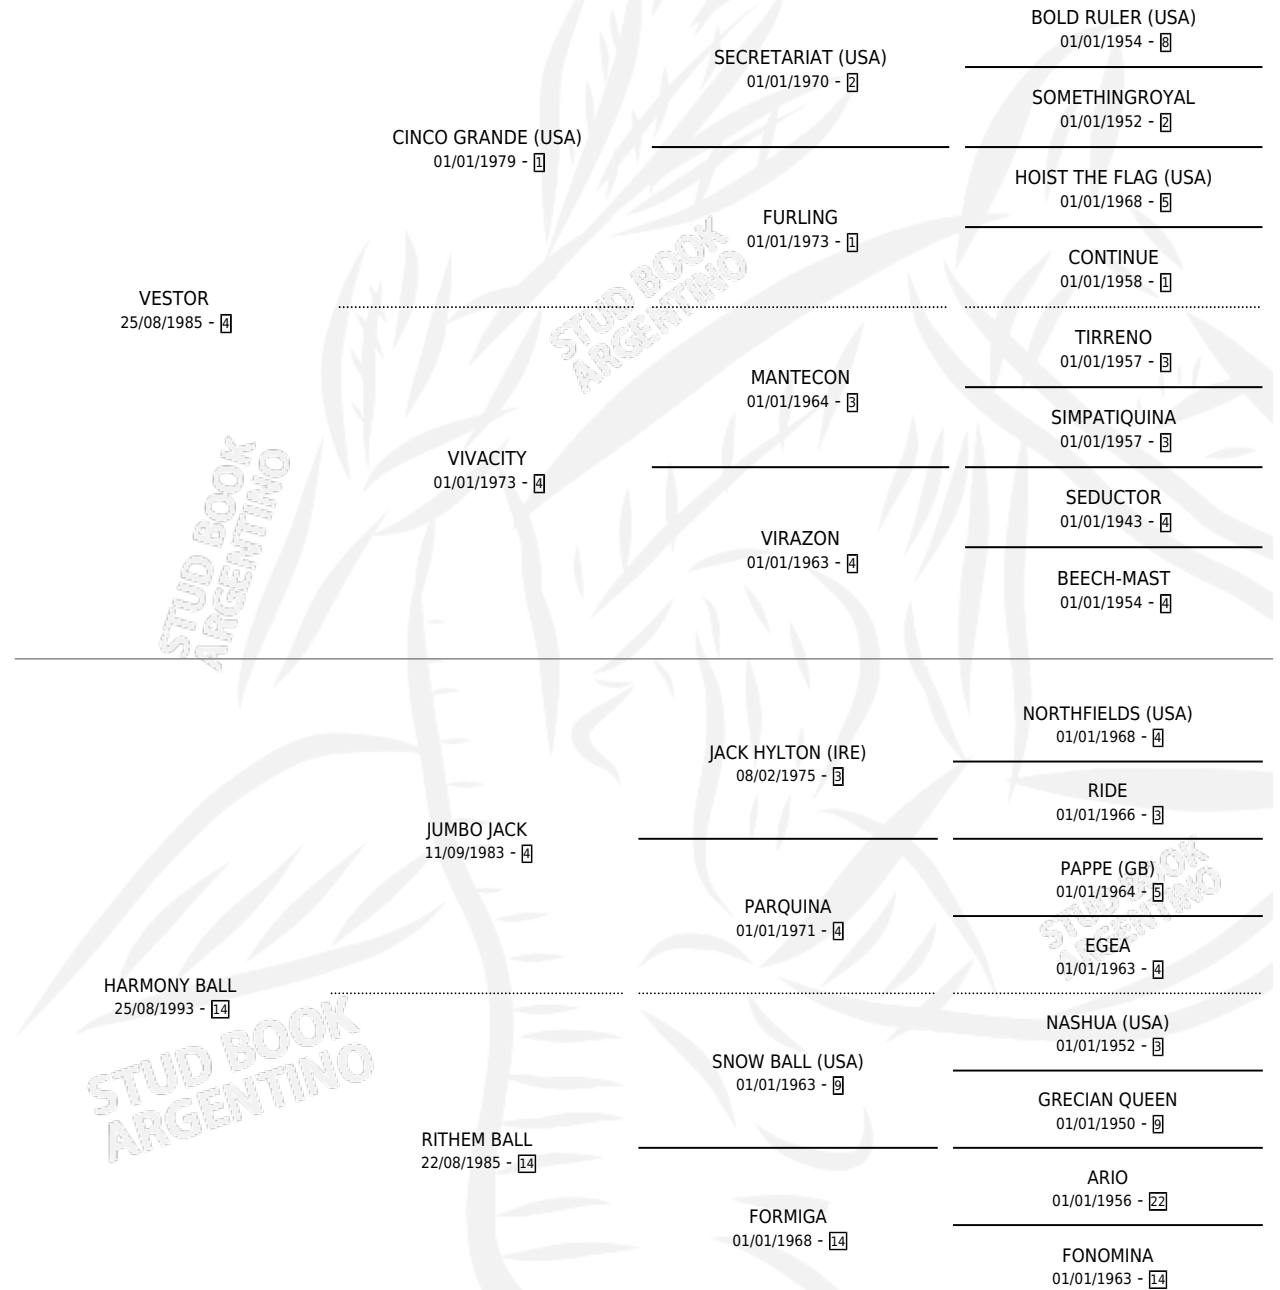 BOLD RULER (USA)
01/01/1954 - 8
SECRETARIAT (USA)
01/01/1970 - 2
SOMETHINGROYAL
01/01/1952 - 2
CINCO GRANDE (USA)
01/01/1979 - 1
HOIST THE FLAG (USA)
01/01/1968 - 5
FURLING
01/01/1973 - 1
CONTINUE
01/01/1958 - 1
VESTOR
25/08/1985 - 4
STUD BOOK
ARGENTINO
TIRRENO
01/01/1957 - 3
MANTECON
01/01/1964 - 3
SIMPATIQUINA
01/01/1957 - 3
VIVACITY
01/01/1973 - 4
SEDUCTOR
01/01/1943 - 4
VIRAZON
01/01/1963 - 4
BEECH-MAST
01/01/1954 - 4
STUD BOOK
ARGENTINO
NORTHFIELDS (USA)
01/01/1968 - 4
JACK HYLTON (IRE)
08/02/1975 - 3
RIDE
01/01/1966 - 3
JUMBO JACK
11/09/1983 - 4
PAPPE (GB)
01/01/1964 - 5
PARQUINA
01/01/1971 - 4
STUD BOOK
ARGENTINO
EGEA
01/01/1963 - 4
HARMONY BALL
25/08/1993 - 14
NASHUA (USA)
01/01/1952 - 3
SNOW BALL (USA)
01/01/1963 - 9
STUD BOOK
ARGENTINO
GRECIAN QUEEN
01/01/1950 - 9
RITHEM BALL
22/08/1985 - 14
ARIO
01/01/1956 - 22
FORMIGA
01/01/1968 - 14
FONOMINA
01/01/1963 - 14